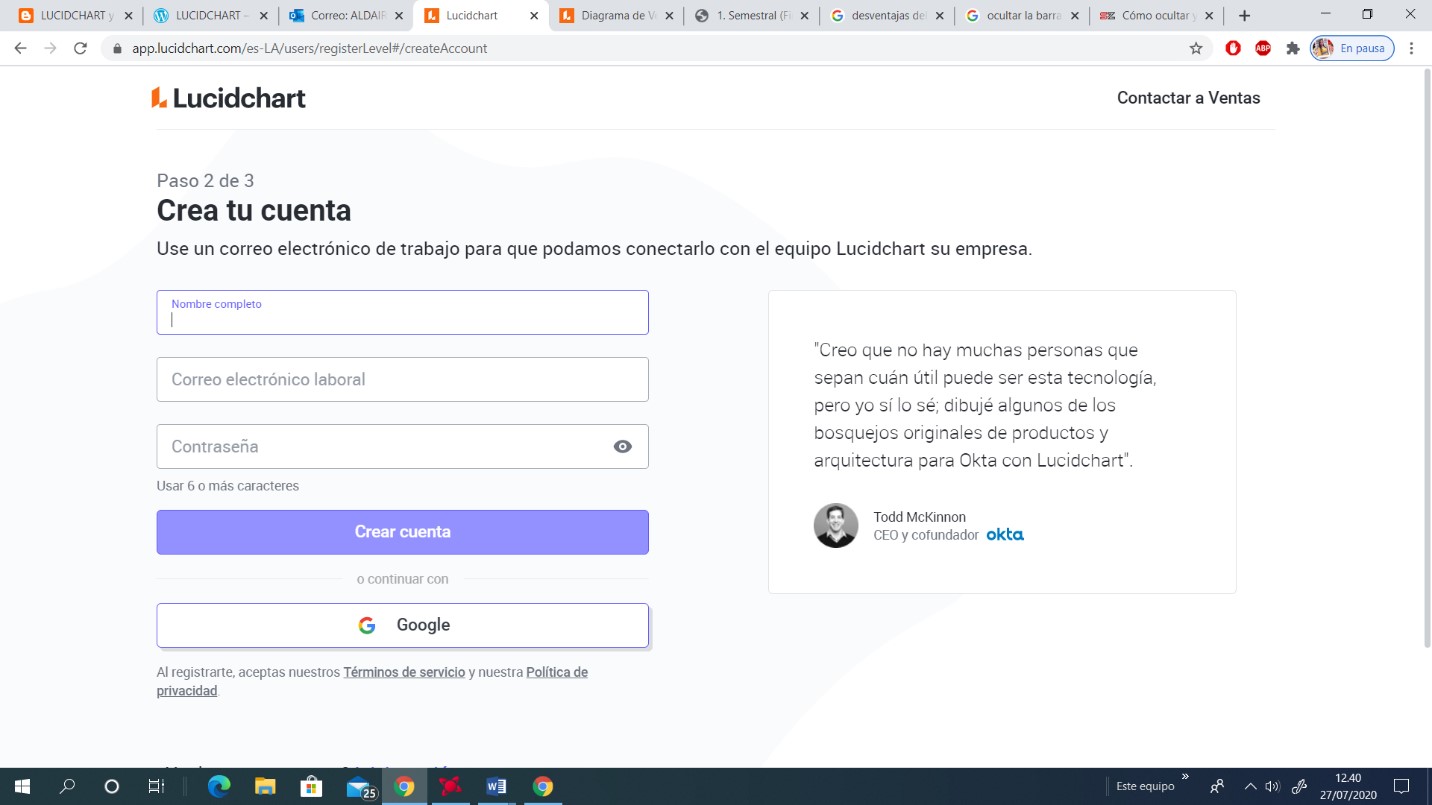 LUCIDCHART y
LUCIDCHART –
Correo: ALDAIR
Lucidchart
Diagrama de V
1. Semestral (Fi
desventajas del
ocultar la barra
Cómo ocultar y
app.lucidchart.com/es-LA/users/registerLevel#/createAccount
ABP
En pausa
Lucidchart
Contactar a Ventas
Paso 2 de 3
Crea tu cuenta
Use un correo electrónico de trabajo para que podamos conectarlo con el equipo Lucidchart su empresa.
Nombre completo
Correo electrónico laboral
Contraseña
Usar 6 o más caracteres
Crear cuenta
o continuar con
Google
Al registrarte, aceptas nuestros Términos de servicio y nuestra Política de
privacidad.
"Creo que no hay muchas personas que
sepan cuán útil puede ser esta tecnología,
pero yo sí lo sé; dibujé algunos de los
bosquejos originales de productos y
arquitectura para Okta con Lucidchart".
Todd McKinnon
CEO y cofundador okta
25
Este equipo
12.40
27/07/2020